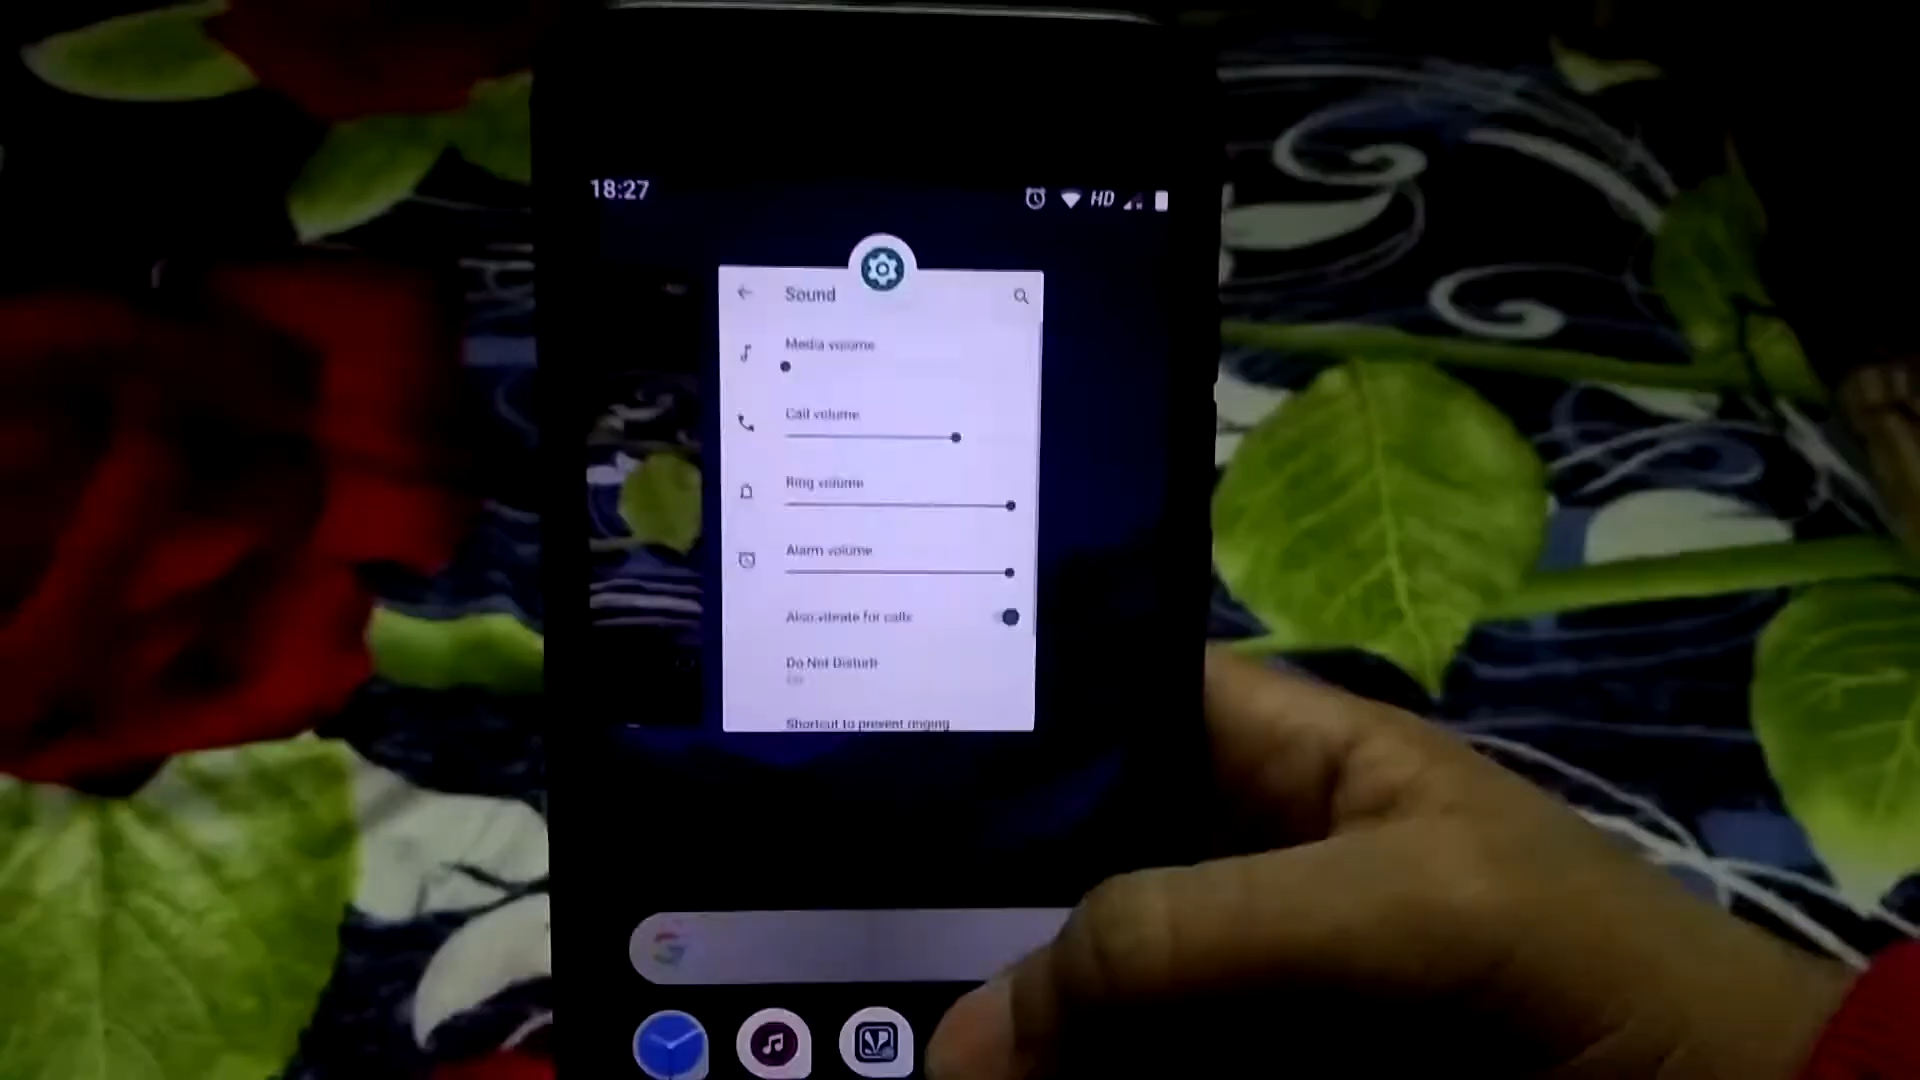 18:27
HD
Sound
Media volume
Call volume
Ring volume
Alarm volume
Also vibrate for calls
Do Not Disturb
Shortcut to prevent ringing